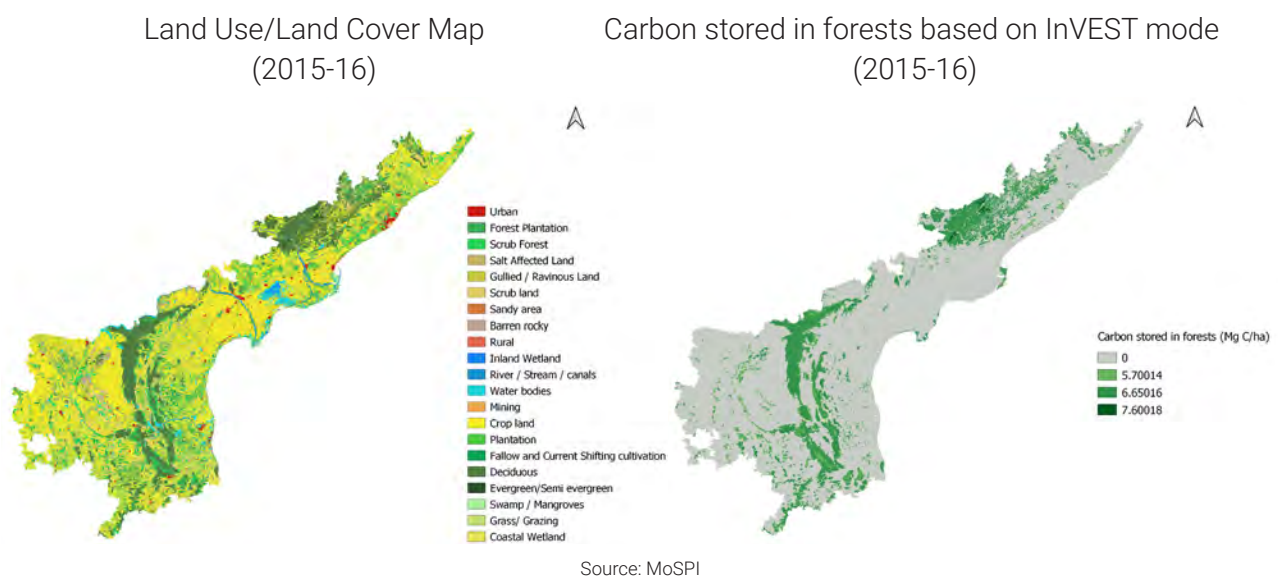 Land Use/Land Cover Map
(2015-16)
Carbon stored in forests based on InVEST mode
(2015-16)
Urban
Forest Plantation
Scrub Forest
Salt Affected Land
Gullied / Ravinous Land
Scrub land
Sandy area
Barren rocky
Rural
Inland Wetland
River / Stream / canals
Water bodies
Mining
Crop land
Plantation
Fallow and Current Shifting cultivation
Deciduous
Evergreen/Semi evergreen
Swamp / Mangroves
Grass/ Grazing
Coastal Wetland
Carbon stored in forests (Mg C/ha)
0
5.70014
6.65016
7.60018
Source: MoSPI